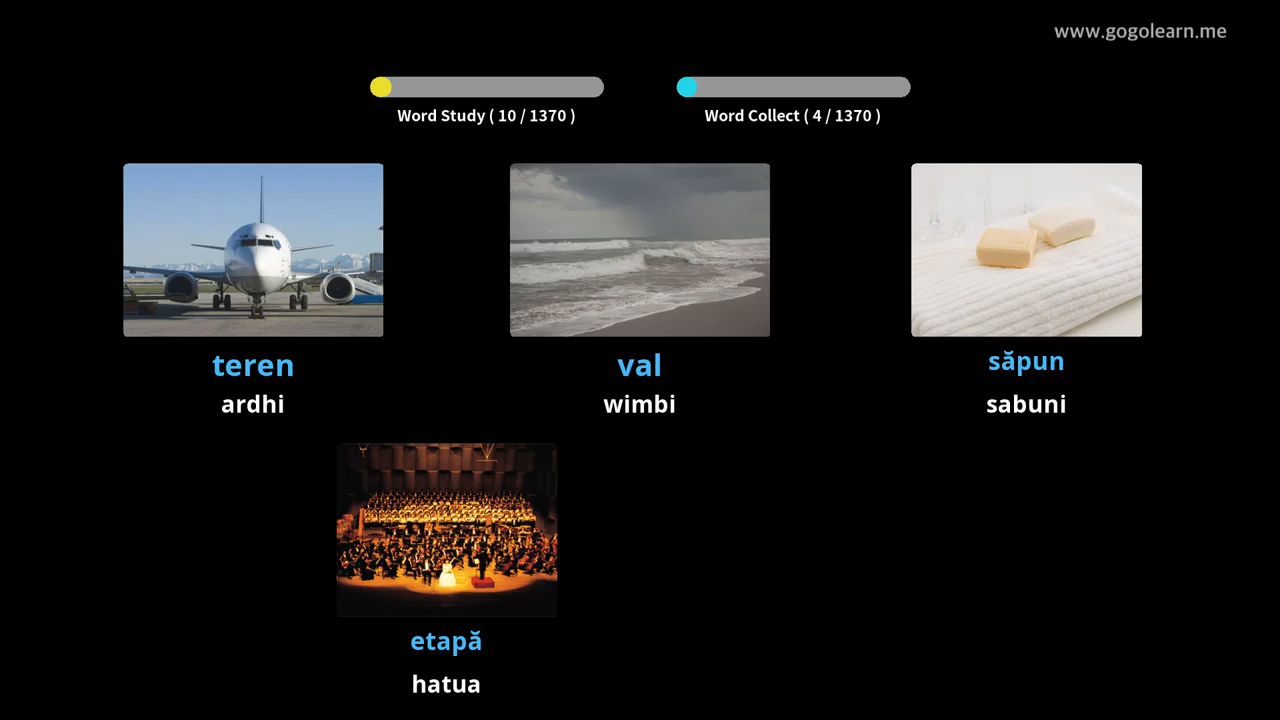 www.gogolearn.me
Word Study ( 10 / 1370 )
Word Collect ( 4 / 1370 )
teren
ardhi
val
wimbi
săpun
sabuni
etapă
hatua